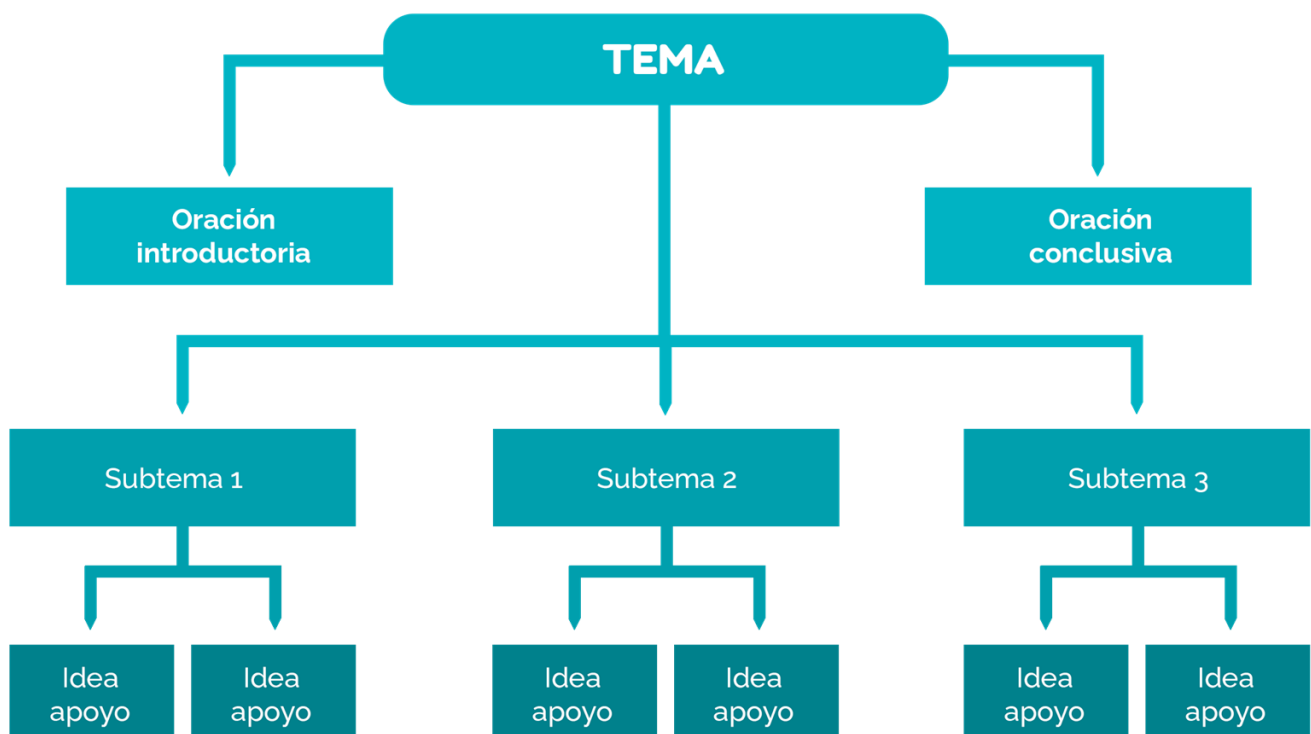 TEMA
Oración
introductoria
Oración
conclusiva
Subtema 1
Subtema 2
Subtema 3
Idea
apoyo
Idea
apoyo
Idea
apoyo
Idea
apoyo
Idea
apoyo
Idea
apoyo